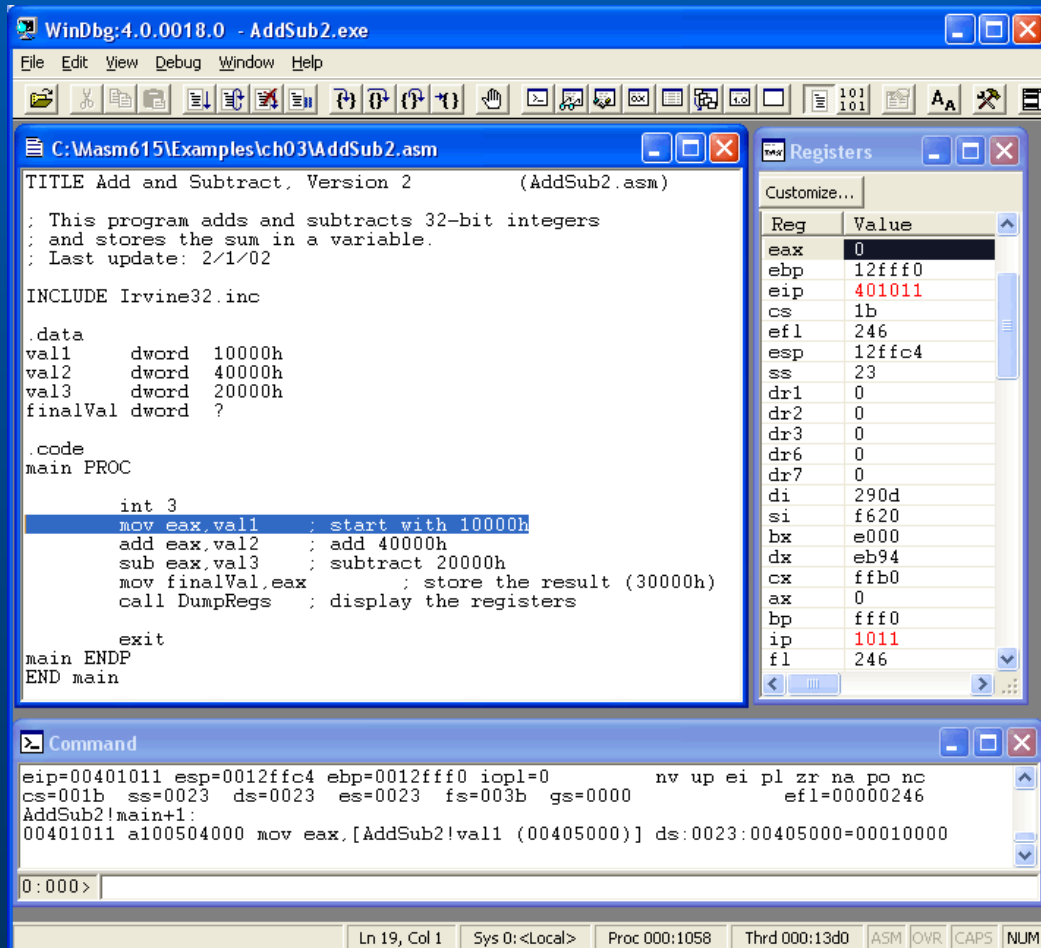 WinDbg:4.0.0018.0 - AddSub2.exe
File Edit View Debug Window Help
C:\Masm615\Examples\ch03\AddSub2.asm
TITLE Add and Subtract, Version 2 (AddSub2.asm)
; This program adds and subtracts 32-bit integers
; and stores the sum in a variable.
; Last update: 2/1/02
INCLUDE Irvine32.inc
.data
val1 dword 10000h
val2 dword 40000h
val3 dword 20000h
finalVal dword ?
.code
main PROC
int 3
mov eax,val1 ; start with 10000h
add eax,val2 ; add 40000h
sub eax,val3 ; subtract 20000h
mov finalVal,eax ; store the result (30000h)
call DumpRegs ; display the registers
exit
main ENDP
END main
Registers
Customize...
Reg Value
eax 0
ebp 12fff0
eip 401011
cs 1b
efl 246
esp 12ffc4
ss 23
dr1 0
dr2 0
dr3 0
dr6 0
dr7 0
di 290d
si f620
bx e000
dx eb94
cx ffb0
ax 0
bp fff0
ip 1011
fl 246
Command
eip=00401011 esp=0012ffc4 ebp=0012fff0 iopl=0 nv up ei pl zr na po nc
cs=001b ss=0023 ds=0023 es=0023 fs=003b gs=0000 efl=00000246
AddSub2!main+1:
00401011 a100504000 mov eax,[AddSub2!val1 (00405000)] ds:0023:00405000=00010000
0:000>
Ln 19, Col 1 Sys 0:<Local> Proc 000:1058 Thrd 000:13d0 ASM OVR CAPS NUM